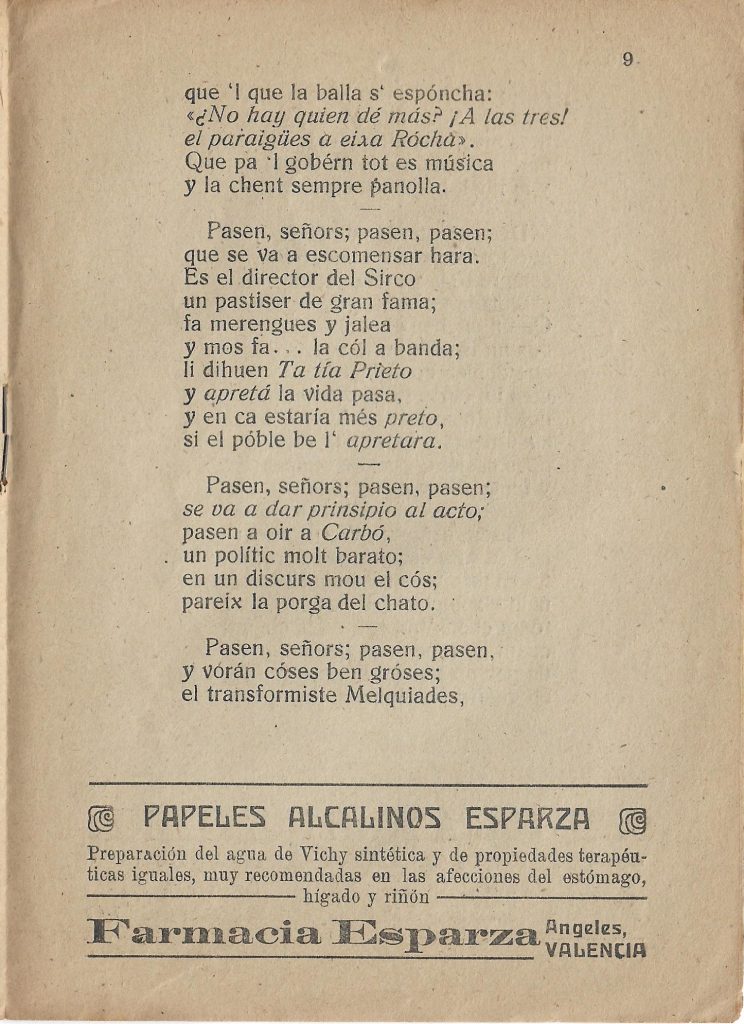 9
que ‘l que la balla s‘ espóncha:
«¿No hay quien dé más? ¡A las tres!
el paraigües a eixa Róchà».
Que pa ‘l gobérn tot es música
y la chent sempre panolla.
Pasen, señors; pasen, pasen;
que se va a escomensar hara.
Es el director del Sirco
un pastiser de gran fama;
fa merengues y jalea
y mos fa... la cól a banda;
li dihuen Ta tía Prieto
y apretá la vida pasa,
y en ca estaría més preto,
si el póble be l‘ apretara.
Pasen, señors; pasen, pasen;
se va a dar prinsipio al acto;
pasen a oir a Carbó,
un polític molt barato;
en un discurs mou el cós;
pareix la porga del chato.
Pasen, señors; pasen, pasen,
y vorán cóses ben gróses;
el transformiste Melquiades,
PAPELES ALCALINOS ESPARZA
Preparación del agua de Vichy sintética y de propiedades terapéu-
ticas iguales, muy recomendadas en las afecciones del estómago,
hígado y riñón
Farmacia Esparza Angeles,
VALENCIA